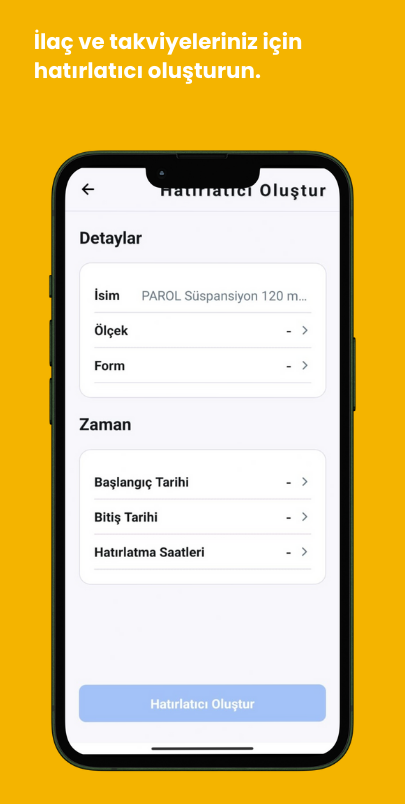 İlaç ve takviyeleriniz için
hatırlatıcı oluşturun.
Hatırlatıcı Oluştur
Detaylar
İsim PAROL Süspansiyon 120 m...
Ölçek -
Form -
Zaman
Başlangıç Tarihi -
Bitiş Tarihi -
Hatırlatma Saatleri -
Hatırlatıcı Oluştur